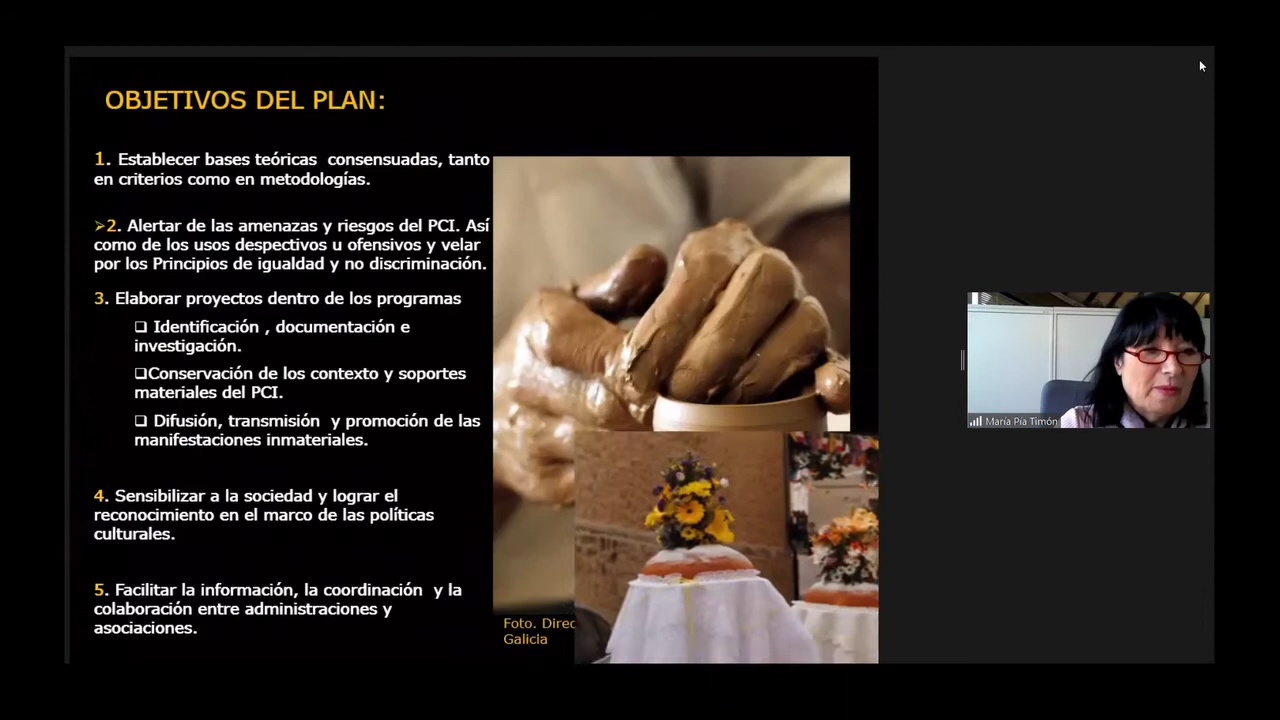 OBJETIVOS DEL PLAN:
1. Establecer bases teóricas consensuadas, tanto
en criterios como en metodologías.
➢2. Alertar de las amenazas y riesgos del PCI. Así
como de los usos despectivos u ofensivos y velar
por los Principios de igualdad y no discriminación.
3. Elaborar proyectos dentro de los programas
❑ Identificación , documentación e
investigación.
❑Conservación de los contexto y soportes
materiales del PCI.
❑ Difusión, transmisión y promoción de las
manifestaciones inmateriales.
4. Sensibilizar a la sociedad y lograr el
reconocimiento en el marco de las políticas
culturales.
5. Facilitar la información, la coordinación y la
colaboración entre administraciones y
asociaciones.
Foto. Direc
Galicia
María Pía Timón